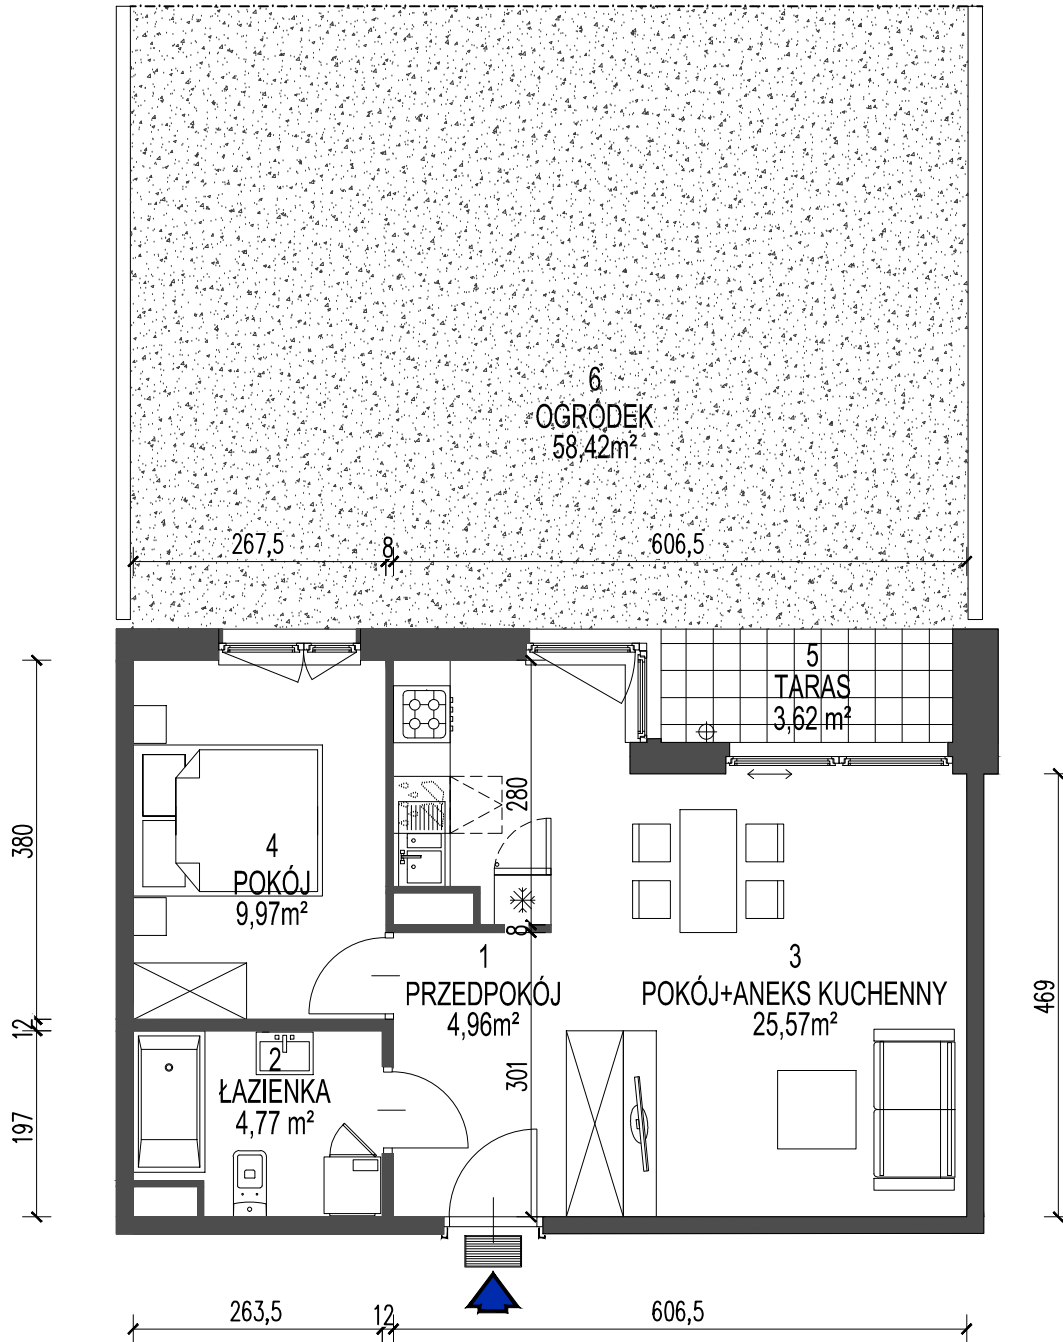 6
OGRÓDEK
58,42m²
267,5
8
606,5
5
TARAS
3,62 m²
380
280
4
POKÓJ
9,97m²
8
1
PRZEDPOKÓJ
4,96m²
3
POKÓJ+ANEKS KUCHENNY
25,57m²
469
12
2
ŁAZIENKA
4,77 m²
301
197
263,5
12
606,5